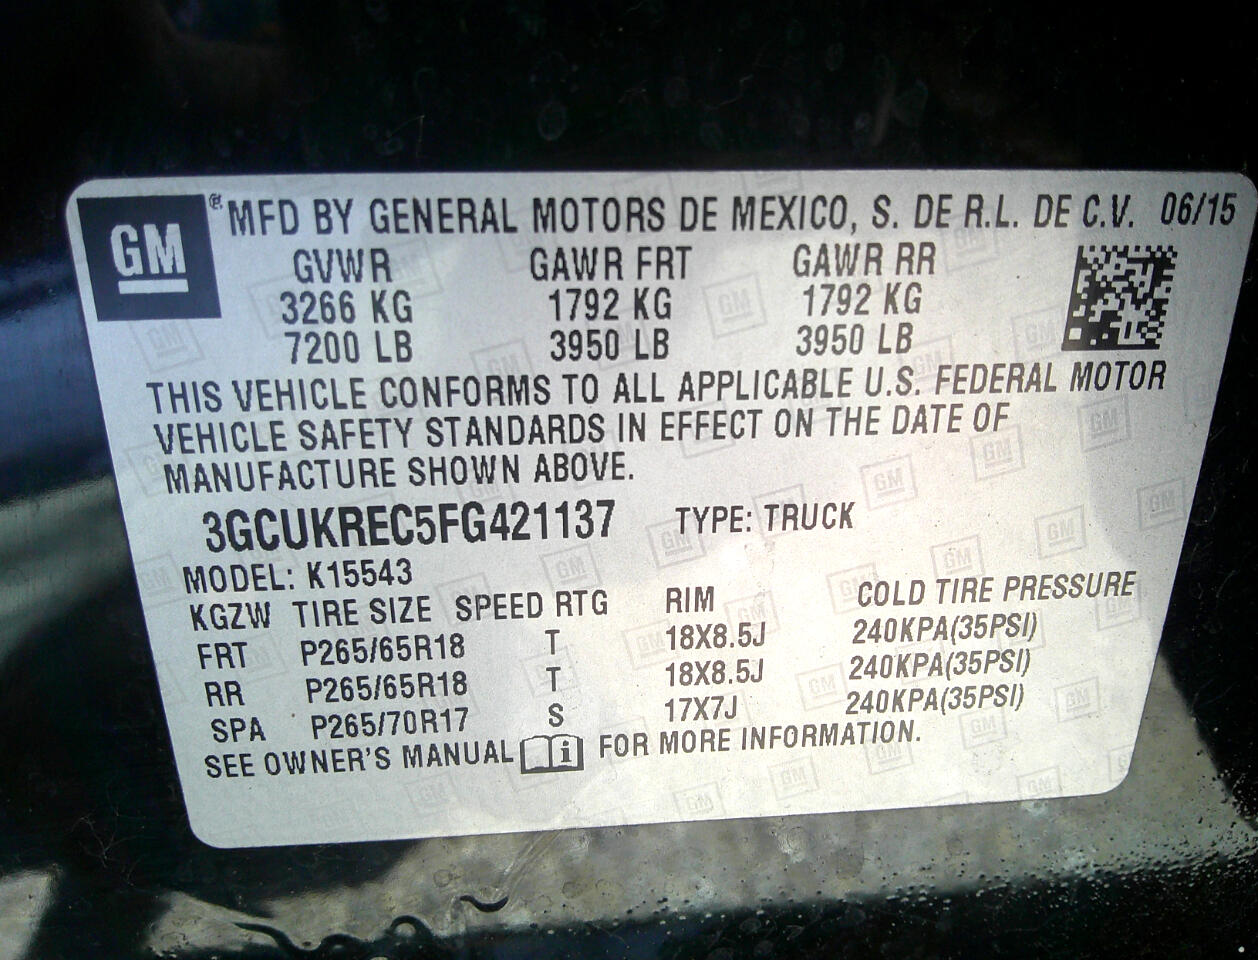 GM ® MFD BY GENERAL MOTORS DE MEXICO, S. DE R.L. DE C.V. 06/15
GVWR GAWR FRT GAWR RR
3266 KG 1792 KG 1792 KG
7200 LB 3950 LB 3950 LB
THIS VEHICLE CONFORMS TO ALL APPLICABLE U.S. FEDERAL MOTOR
VEHICLE SAFETY STANDARDS IN EFFECT ON THE DATE OF
MANUFACTURE SHOWN ABOVE.
3GCUKREC5FG421137 TYPE: TRUCK
MODEL: K15543
KGZW TIRE SIZE SPEED RTG RIM COLD TIRE PRESSURE
FRT P265/65R18 T 18X8.5J 240KPA(35PSI)
RR P265/65R18 T 18X8.5J 240KPA(35PSI)
SPA P265/70R17 S 17X7J 240KPA(35PSI)
SEE OWNER'S MANUAL i FOR MORE INFORMATION.